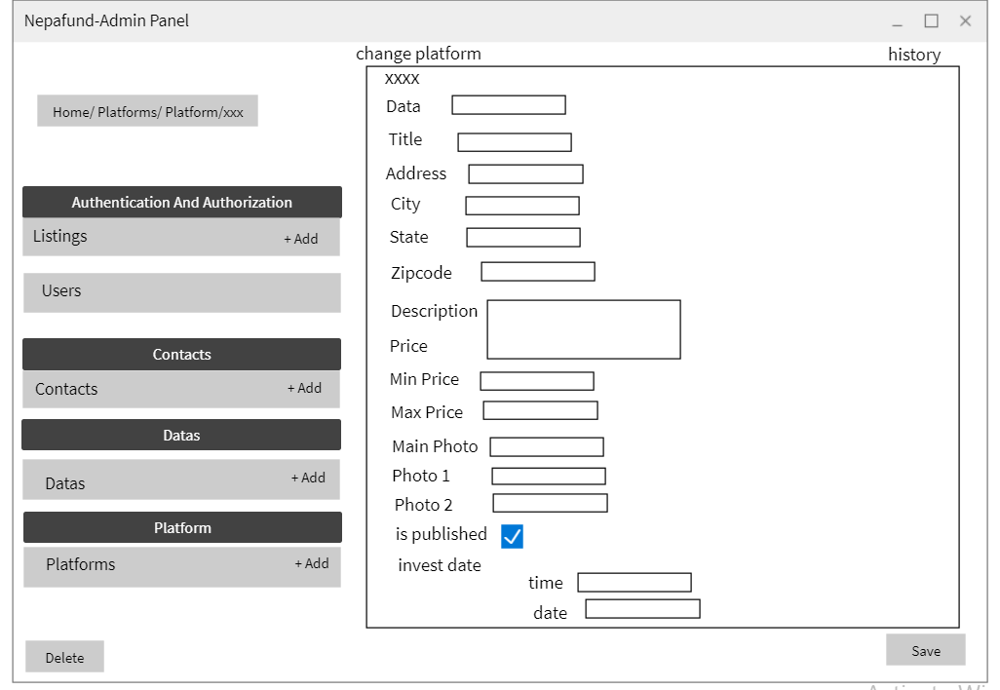 Nepafund-Admin Panel
change platform
history
Home/ Platforms/ Platform/xxx
Authentication And Authorization
Listings
+ Add
Users
Contacts
Contacts
+ Add
Datas
Datas
+ Add
Platform
Platforms
+ Add
Delete
xxxx
Data
Title
Address
City
State
Zipcode
Description
Price
Min Price
Max Price
Main Photo
Photo 1
Photo 2
is published
invest date
time
date
Save